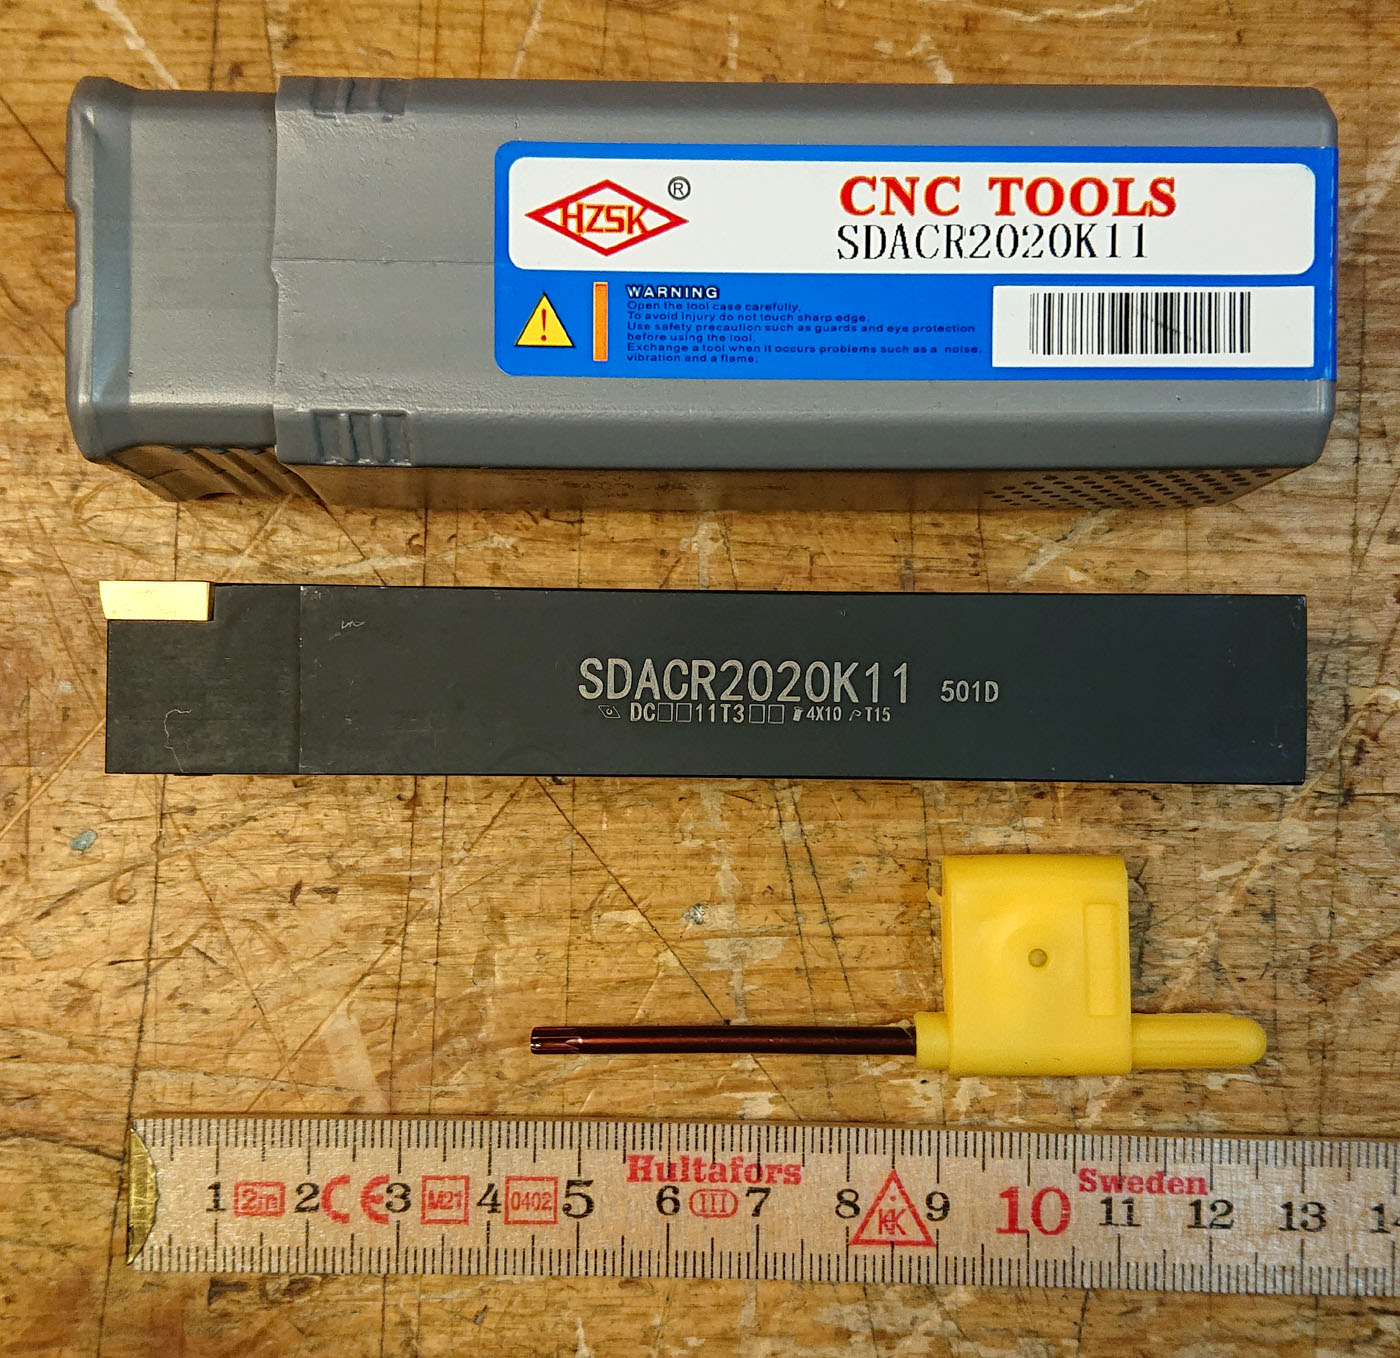 HZSK ®
CNC TOOLS
SDACR2020K11
WARNING
Open the tool case carefully.
To avoid injury do not touch sharp edge.
Use safety precaution such as guards and eye protection
before using the tool.
Exchange a tool when it occurs problems such as a noise,
vibration and a flame.
SDACR2020K11 501D
DC□□11T3□□ 4X10 T15
Hultafors Sweden
1 2m 2 CE 3 M21 4 0402 5 6 III 7 8 K 9 10 11 12 13 14